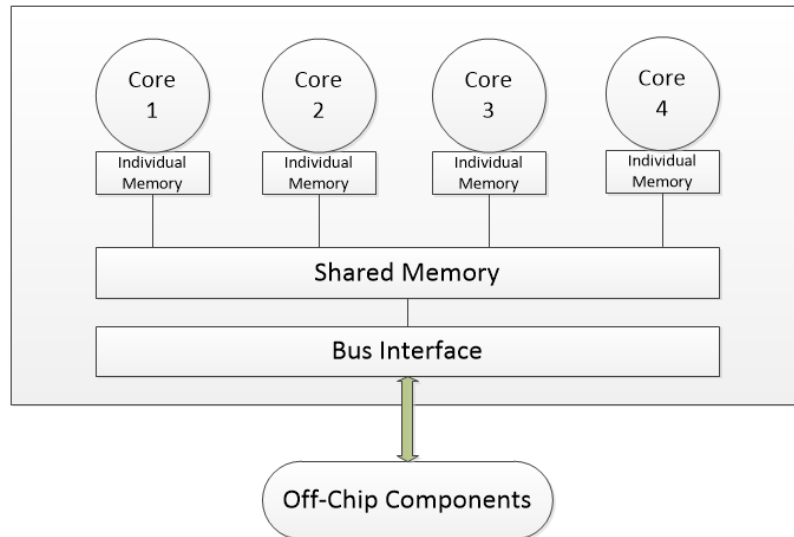 Core
1
Core
2
Core
3
Core
4
Individual
Memory
Individual
Memory
Individual
Memory
Individual
Memory
Shared Memory
Bus Interface
Off-Chip Components